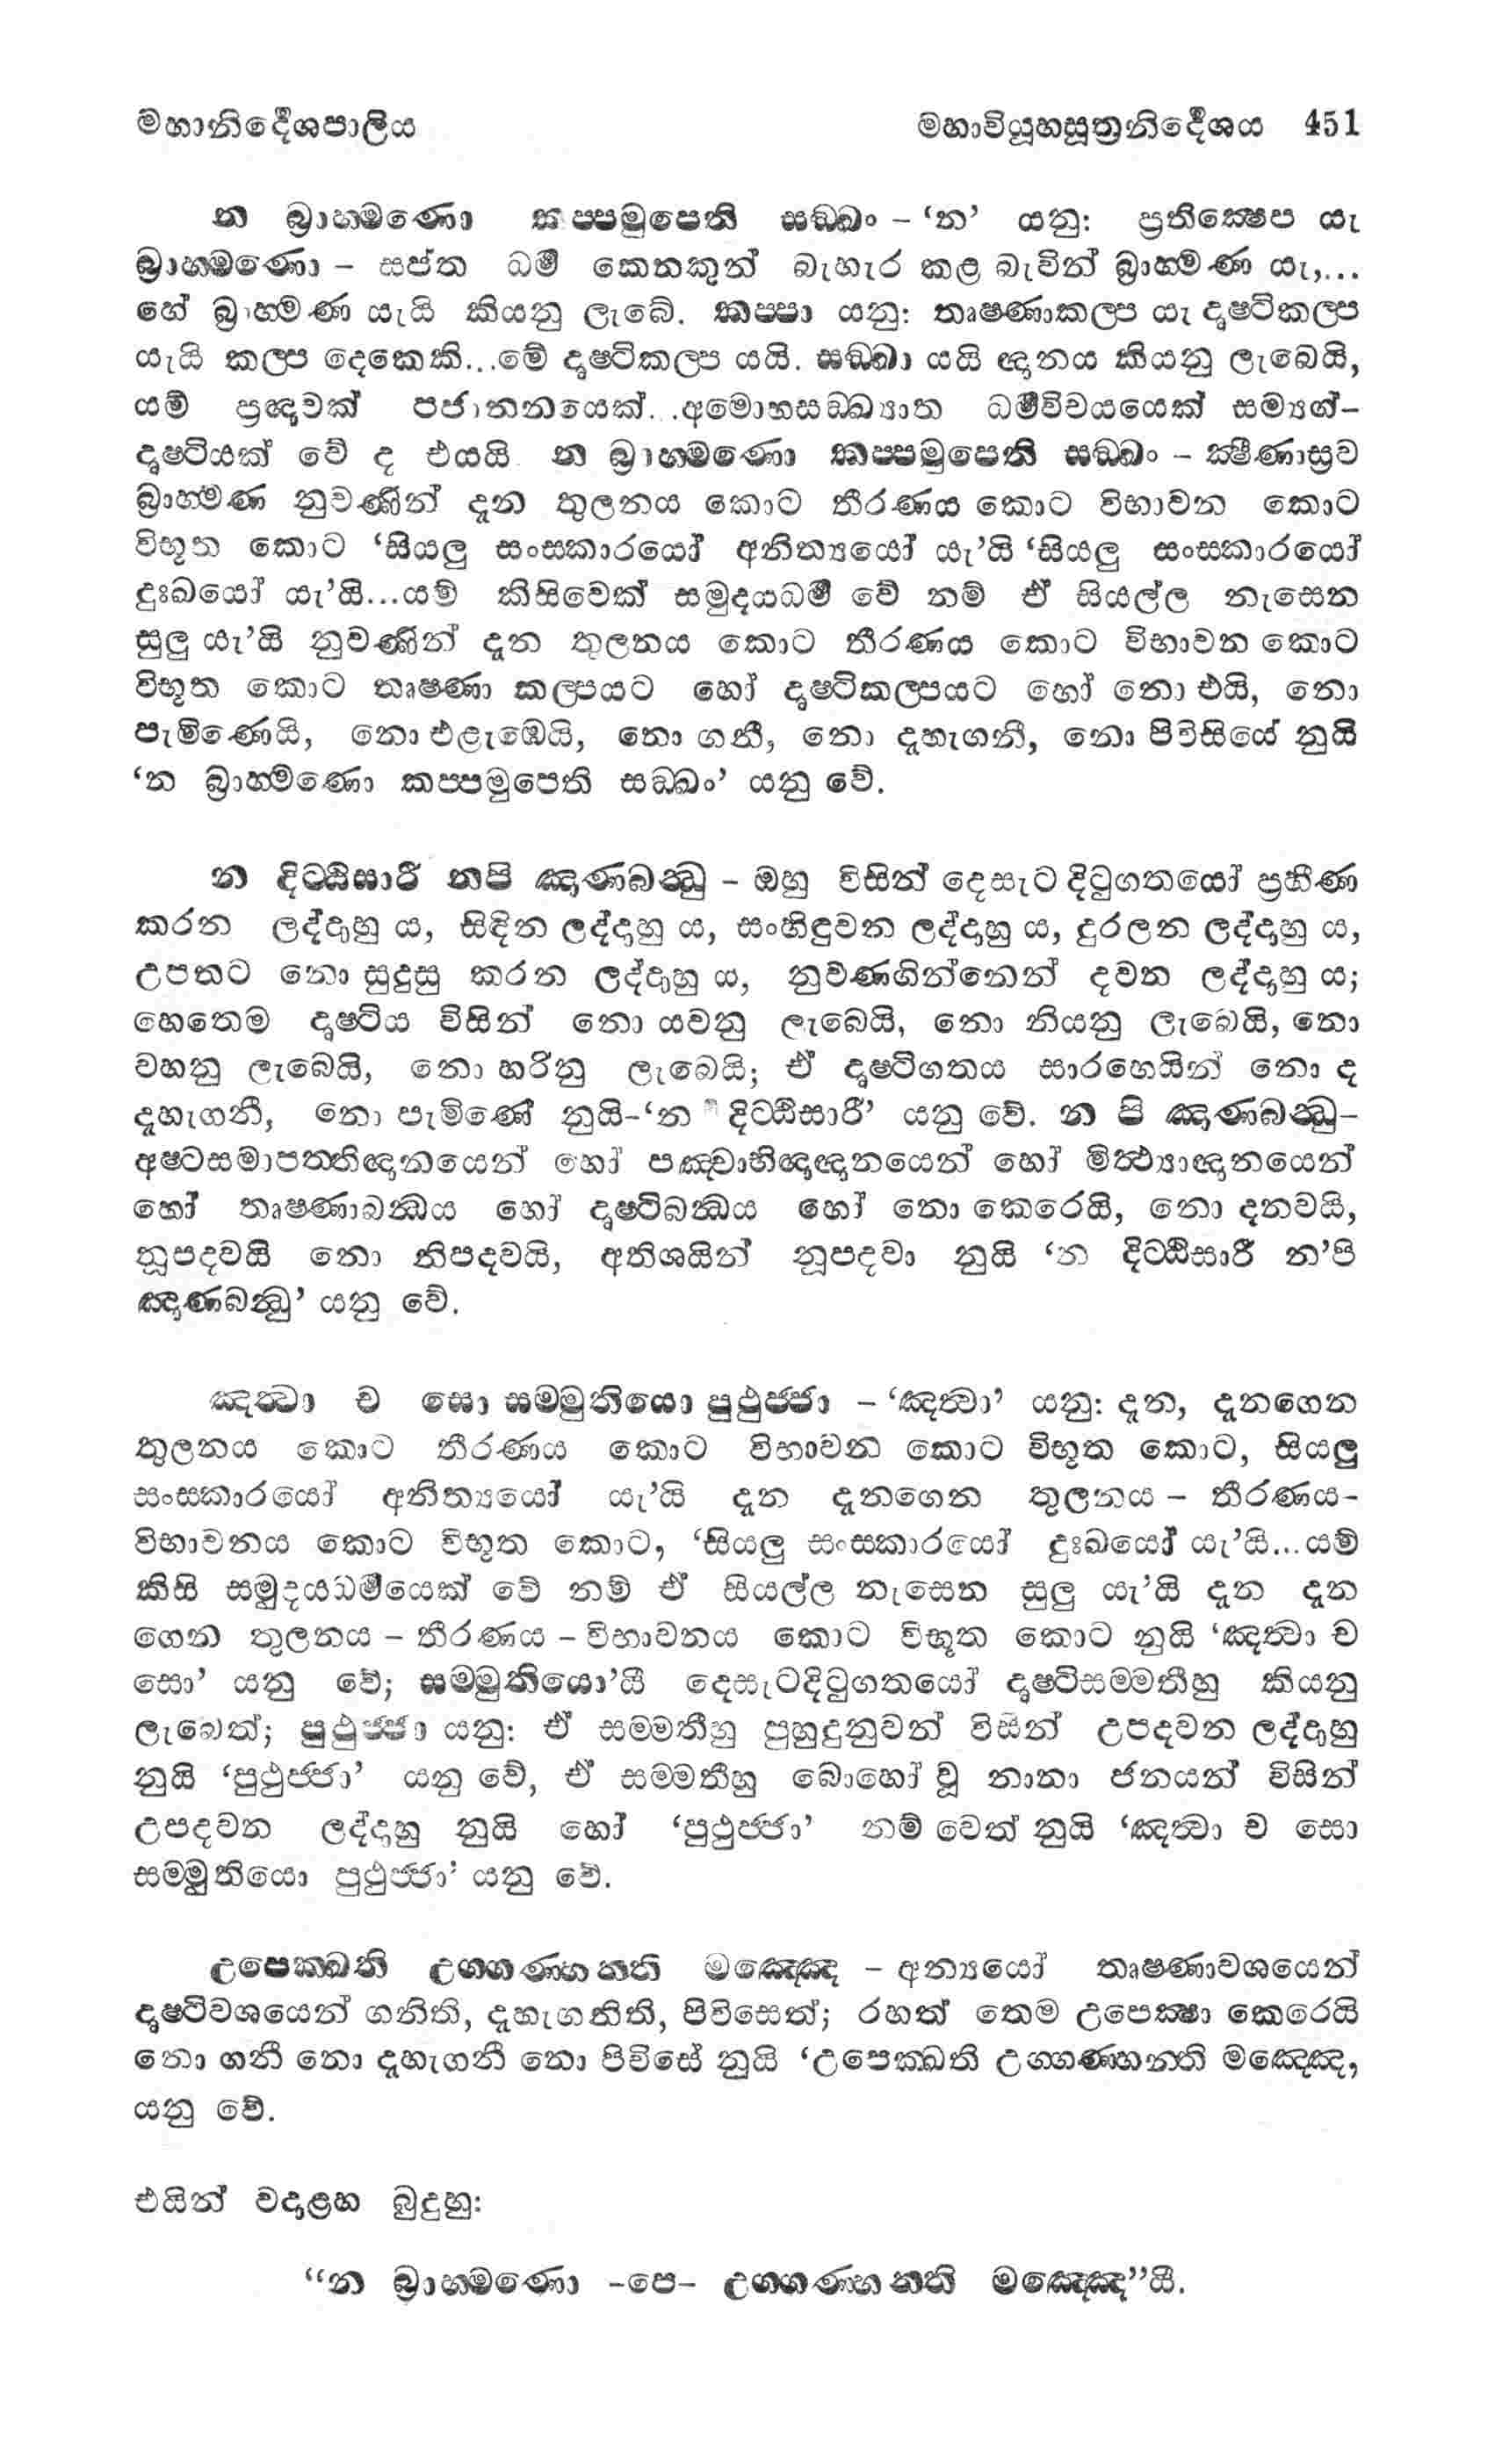 මහානිර්‍දෙශපාලිය මහාවියූහසූත්‍රනිර්‍දෙශය 451
න බ්‍රාහ්මණො කප්පමුපෙති සඞ්ඛං – ‘න’ යනු: ප්‍රතික්‍ෂෙප යැ
බ්‍රාහ්මණො – සප්ත ධර්‍ම කෙනකුන් බැහැර කළ බැවින් බ්‍රාහ්මණ යැ,...
හේ බ්‍රාහ්මණ යැයි කියනු ලැබේ. කප්පා යනු: තෘෂ්ණාකල්ප යැ දෘෂ්ටිකල්ප
යැයි කල්ප දෙකෙකි...මේ දෘෂ්ටිකල්ප යයි. සඞ්ඛා යයි ඥානය කියනු ලැබෙයි,
යම් ප්‍රඥාවක් පජානනයෙක්...අමොහසඞ්ඛ්‍යාත ධර්‍මවිචයයෙක් සම්‍යග්–
දෘෂ්ටියක් වේ ද එයයි. න බ්‍රාහ්මණො කප්පමුපෙති සඞ්ඛං – ක්‍ෂීණාස්‍රව
බ්‍රාහ්මණ නුවණින් දැන තුලනය කොට තීරණය කොට විභාවන කොට
විභූත කොට ‘සියලු සංස්කාරයෝ අනිත්‍යයෝ යැ’යි ‘සියලු සංස්කාරයෝ
දුඃඛයෝ යැ’යි...යම් කිසිවෙක් සමුදයධර්‍ම වේ නම් ඒ සියල්ල නැසෙන
සුලු යැ’යි නුවණින් දැන තුලනය කොට තීරණය කොට විභාවන කොට
විභූත කොට තෘෂ්ණා කල්පයට හෝ දෘෂ්ටිකල්පයට හෝ නො එයි, නො
පැමිණෙයි, නො එළැඹෙයි, නො ගනී, නො දැහැගනී, නො පිවිසියේ නුයි
‘න බ්‍රාහ්මණො කප්පමුපෙති සඞ්ඛං’ යනු වේ.
න දිට්ඨිසාරී නපි ඤාණබන්‍ධු – ඔහු විසින් දෙසැට දිටුගතයෝ ප්‍රහීණ
කරන ලද්දාහු ය, සිඳින ලද්දාහු ය, සංහිඳුවන ලද්දාහු ය, දුරලන ලද්දාහු ය,
උපතට නො සුදුසු කරන ලද්දාහු ය, නුවණගින්නෙන් දවන ලද්දාහු ය;
හෙතෙම දෘෂ්ටිය විසින් නො යවනු ලැබෙයි, නො නියනු ලැබෙයි, නො
වහනු ලැබෙයි, නො හරිනු ලැබෙයි; ඒ දෘෂ්ටිගතය සාරහෙයින් නො ද
දැහැගනී, නො පැමිණේ නුයි–‘න දිට්ඨිසාරී’ යනු වේ. න පි ඤාණබන්‍ධු–
අෂ්ටසමාපත්තිඥානයෙන් හෝ පඤ්චාභිඥාඥානයෙන් හෝ මිත්‍ථ්‍යාඥානයෙන්
හෝ තෘෂ්ණාබන්‍ධය හෝ දෘෂ්ටිබන්‍ධය හෝ නො කෙරෙයි, නො දනවයි,
නූපදවයි නො නිපදවයි, අතිශයින් නූපදවා නුයි ‘න දිට්ඨිසාරී න’පි
ඤාණබන්‍ධු’ යනු වේ.
ඤත්‍වා ච සො සම්මුතියො පුථුජ්ජා – ‘ඤත්‍වා’ යනු: දැන, දැනගෙන
තුලනය කොට තීරණය කොට විභාවන කොට විභූත කොට, සියලු
සංස්කාරයෝ අනිත්‍යයෝ යැ’යි දැන දැනගෙන තුලනය – තීරණය–
විභාවනය කොට විභූත කොට, ‘සියලු සංස්කාරයෝ දුඃඛයෝ යැ’යි...යම්
කිසි සමුදයධර්‍මයෙක් වේ නම් ඒ සියල්ල නැසෙන සුලු යැ’යි දැන දැන
ගෙන තුලනය – තීරණය – විභාවනය කොට විභූත කොට නුයි ‘ඤත්‍වා ච
සො’ යනු වේ; සම්මුතියො’යී දෙසැටදිටුගතයෝ දෘෂ්ටිසම්මතීහු කියනු
ලැබෙත්; පුථුජ්ජා යනු: ඒ සම්මතීහු පුහුදුනුවන් විසින් උපදවන ලද්දාහු
නුයි ‘පුථුජ්ජා’ යනු වේ, ඒ සම්මතීහු බොහෝ වූ නානා ජනයන් විසින්
උපදවන ලද්දාහු නුයි හෝ ‘පුථුජ්ජා’ නම් වෙත් නුයි ‘ඤත්‍වා ච සො
සම්මුතියො පුථුජ්ජා’ යනු වේ.
උපෙක්ඛති උග්ගණ්හන්ති මඤ්ඤෙ – අන්‍යයෝ තෘෂ්ණාවශයෙන්
දෘෂ්ටිවශයෙන් ගනිති, දැහැගනිති, පිවිසෙත්; රහත් තෙම උපෙක්‍ෂා කෙරෙයි
නො ගනී නො දැහැගනී නො පිවිසේ නුයි ‘උපෙක්ඛති උග්ගණ්හන්ති මඤ්ඤෙ,
යනු වේ.
එයින් වදාළහ බුදුහු:
“න බ්‍රාහ්මණො –පෙ– උග්ගණ්හන්ති මඤ්ඤෙ”යී.